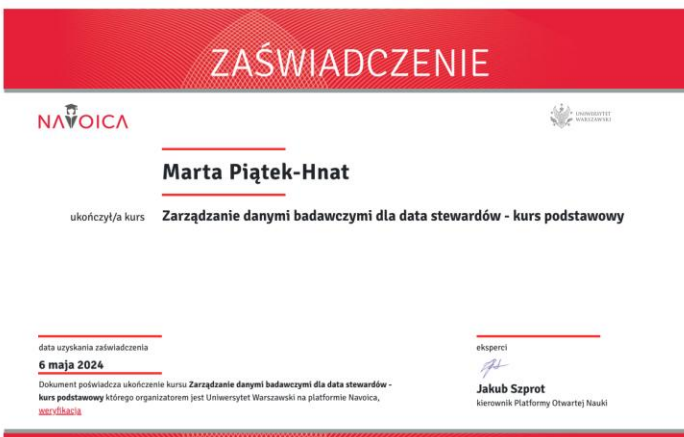 ZAŚWIADCZENIE
NAVOICA
UNIWERSYTET
WARSZAWSKI
Marta Piątek-Hnat
ukończył/a kurs Zarządzanie danymi badawczymi dla data stewardów - kurs podstawowy
data uzyskania zaświadczenia
6 maja 2024
Dokument poświadcza ukończenie kursu Zarządzanie danymi badawczymi dla data stewardów -
kurs podstawowy którego organizatorem jest Uniwersytet Warszawski na platformie Navoica,
weryfikacja
eksperci
Jakub Szprot
kierownik Platformy Otwartej Nauki